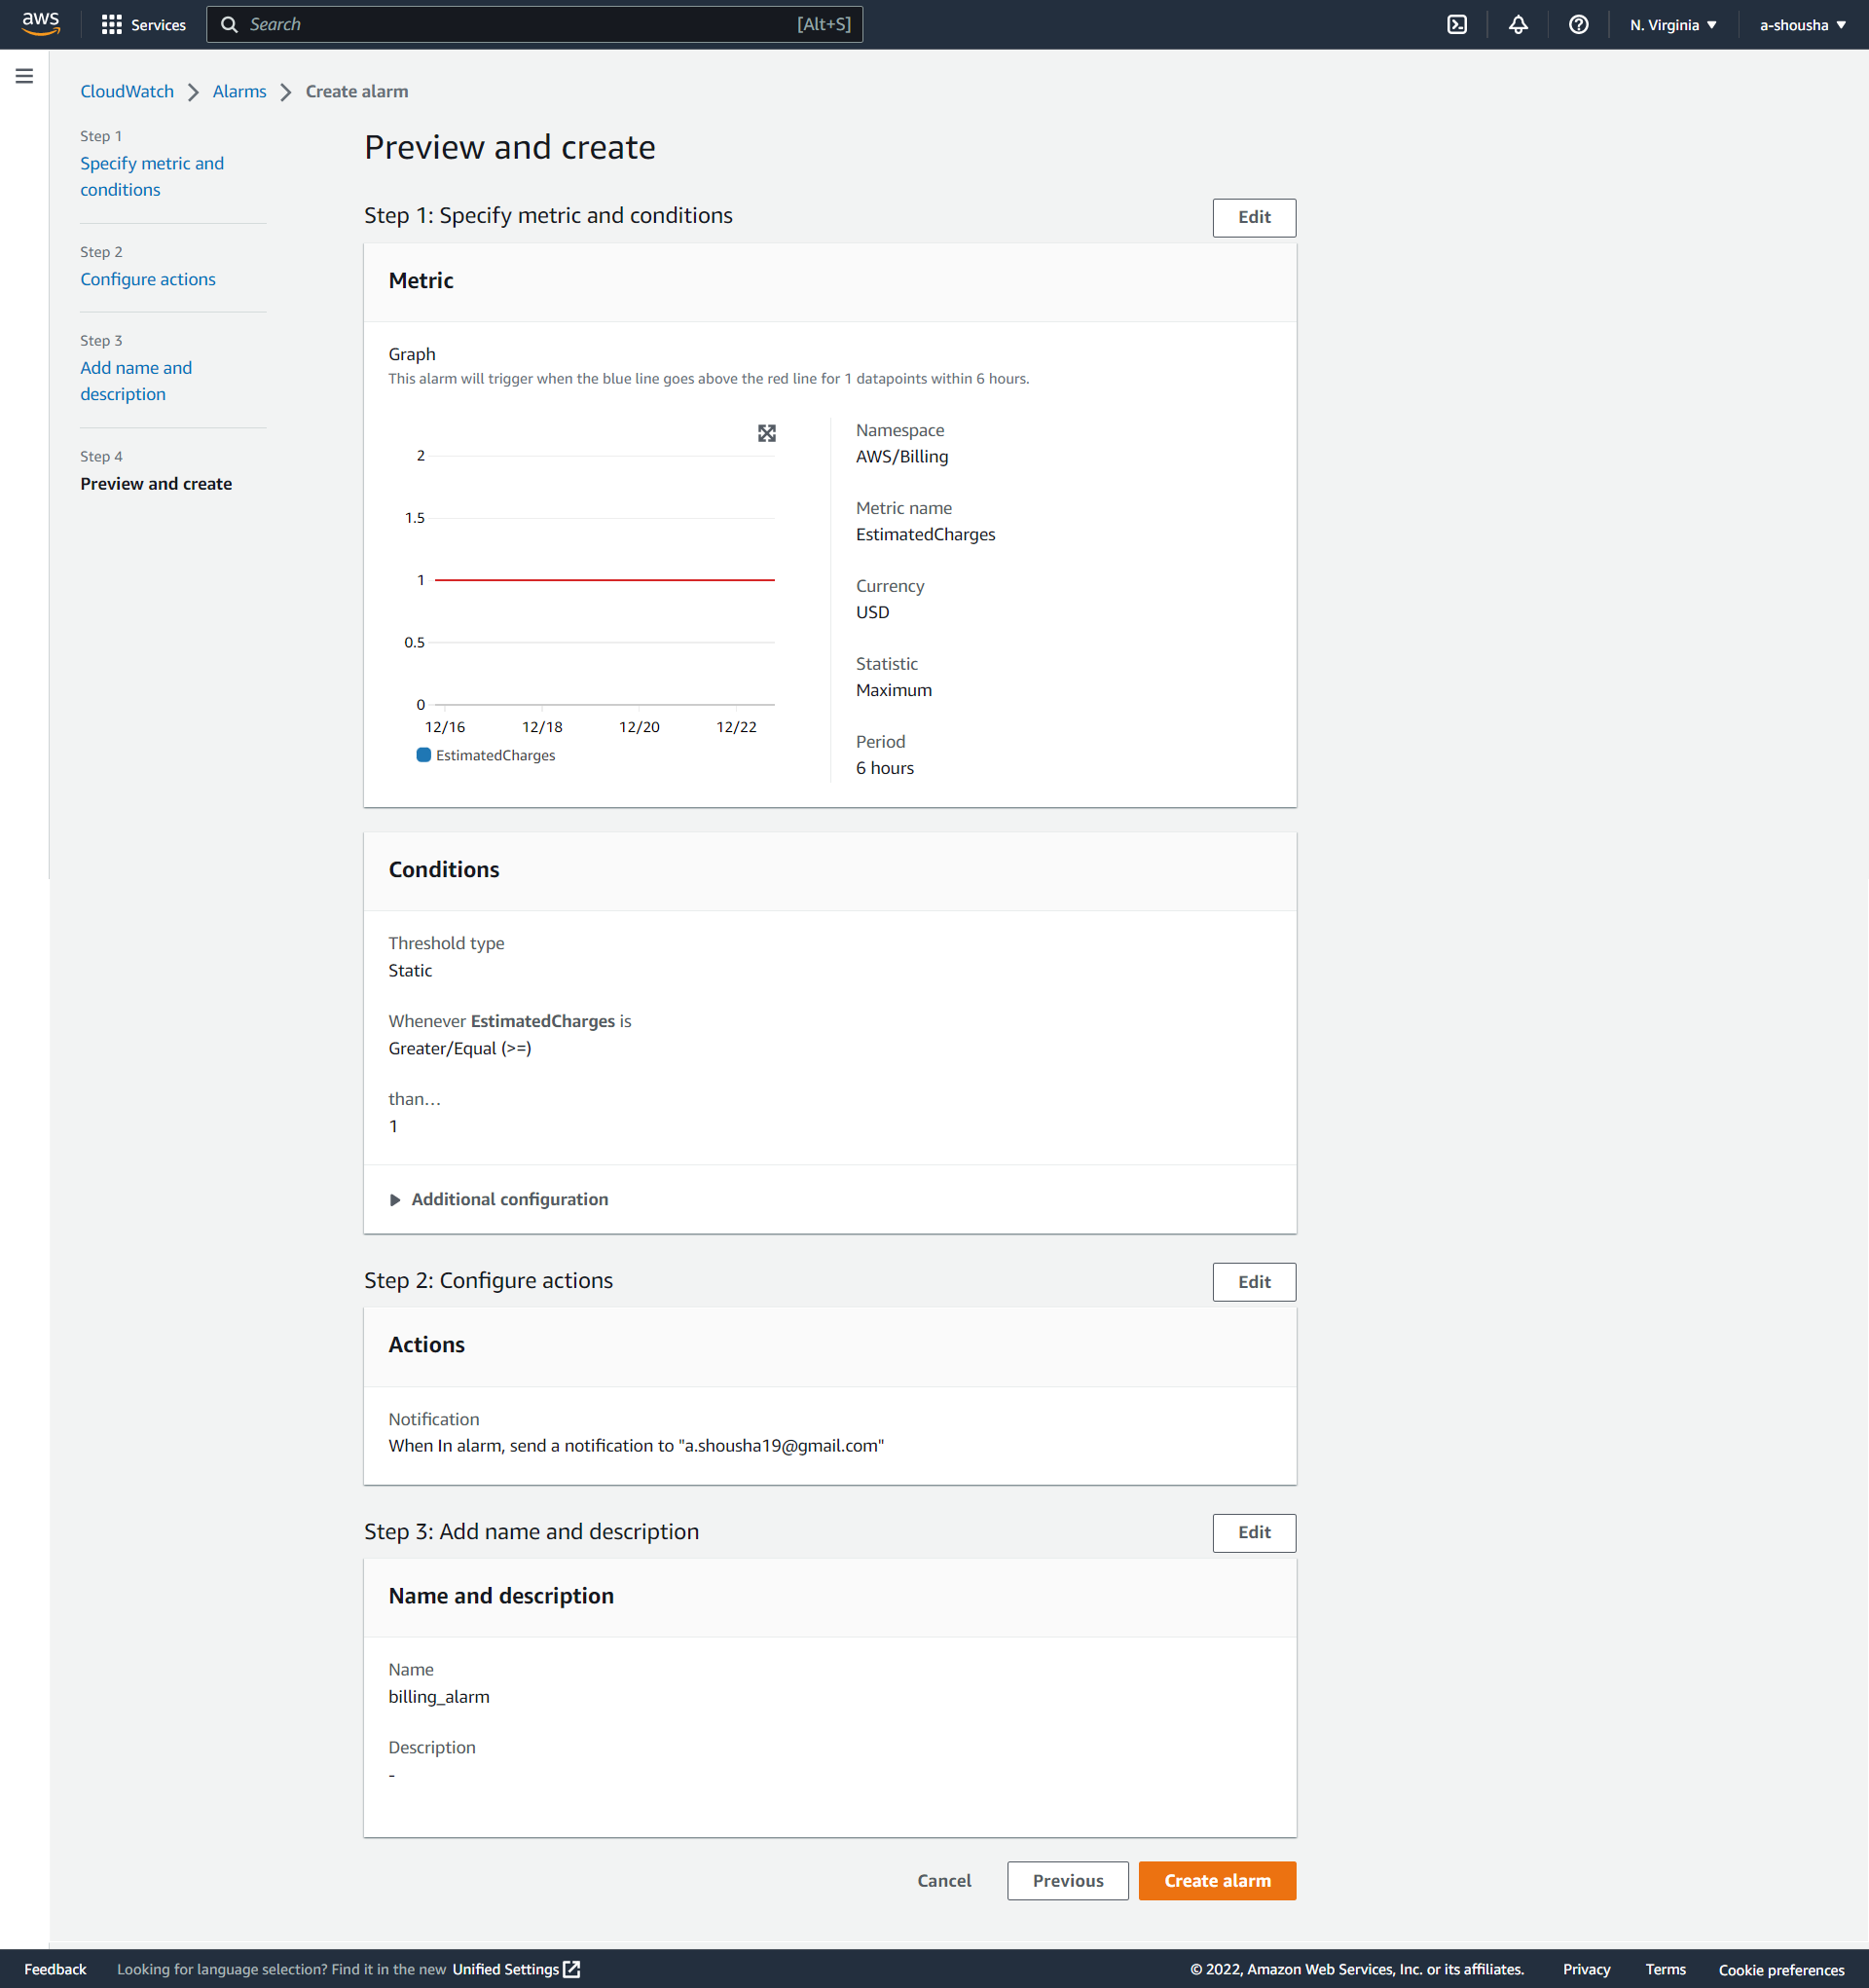 aws
Services
Search
[Alt+S]
N. Virginia
a-shousha
CloudWatch
Alarms
Create alarm
Step 1
Specify metric and
conditions
Step 2
Configure actions
Step 3
Add name and
description
Step 4
Preview and create
Preview and create
Step 1: Specify metric and conditions
Edit
Metric
Graph
This alarm will trigger when the blue line goes above the red line for 1 datapoints within 6 hours.
2
1.5
1
0.5
0
12/16
12/18
12/20
12/22
EstimatedCharges
Namespace
AWS/Billing
Metric name
EstimatedCharges
Currency
USD
Statistic
Maximum
Period
6 hours
Conditions
Threshold type
Static
Whenever EstimatedCharges is
Greater/Equal (>=)
than…
1
Additional configuration
Step 2: Configure actions
Edit
Actions
Notification
When In alarm, send a notification to "a.shousha19@gmail.com"
Step 3: Add name and description
Edit
Name and description
Name
billing_alarm
Description
-
Cancel
Previous
Create alarm
Feedback
Looking for language selection? Find it in the new Unified Settings
© 2022, Amazon Web Services, Inc. or its affiliates.
Privacy
Terms
Cookie preferences